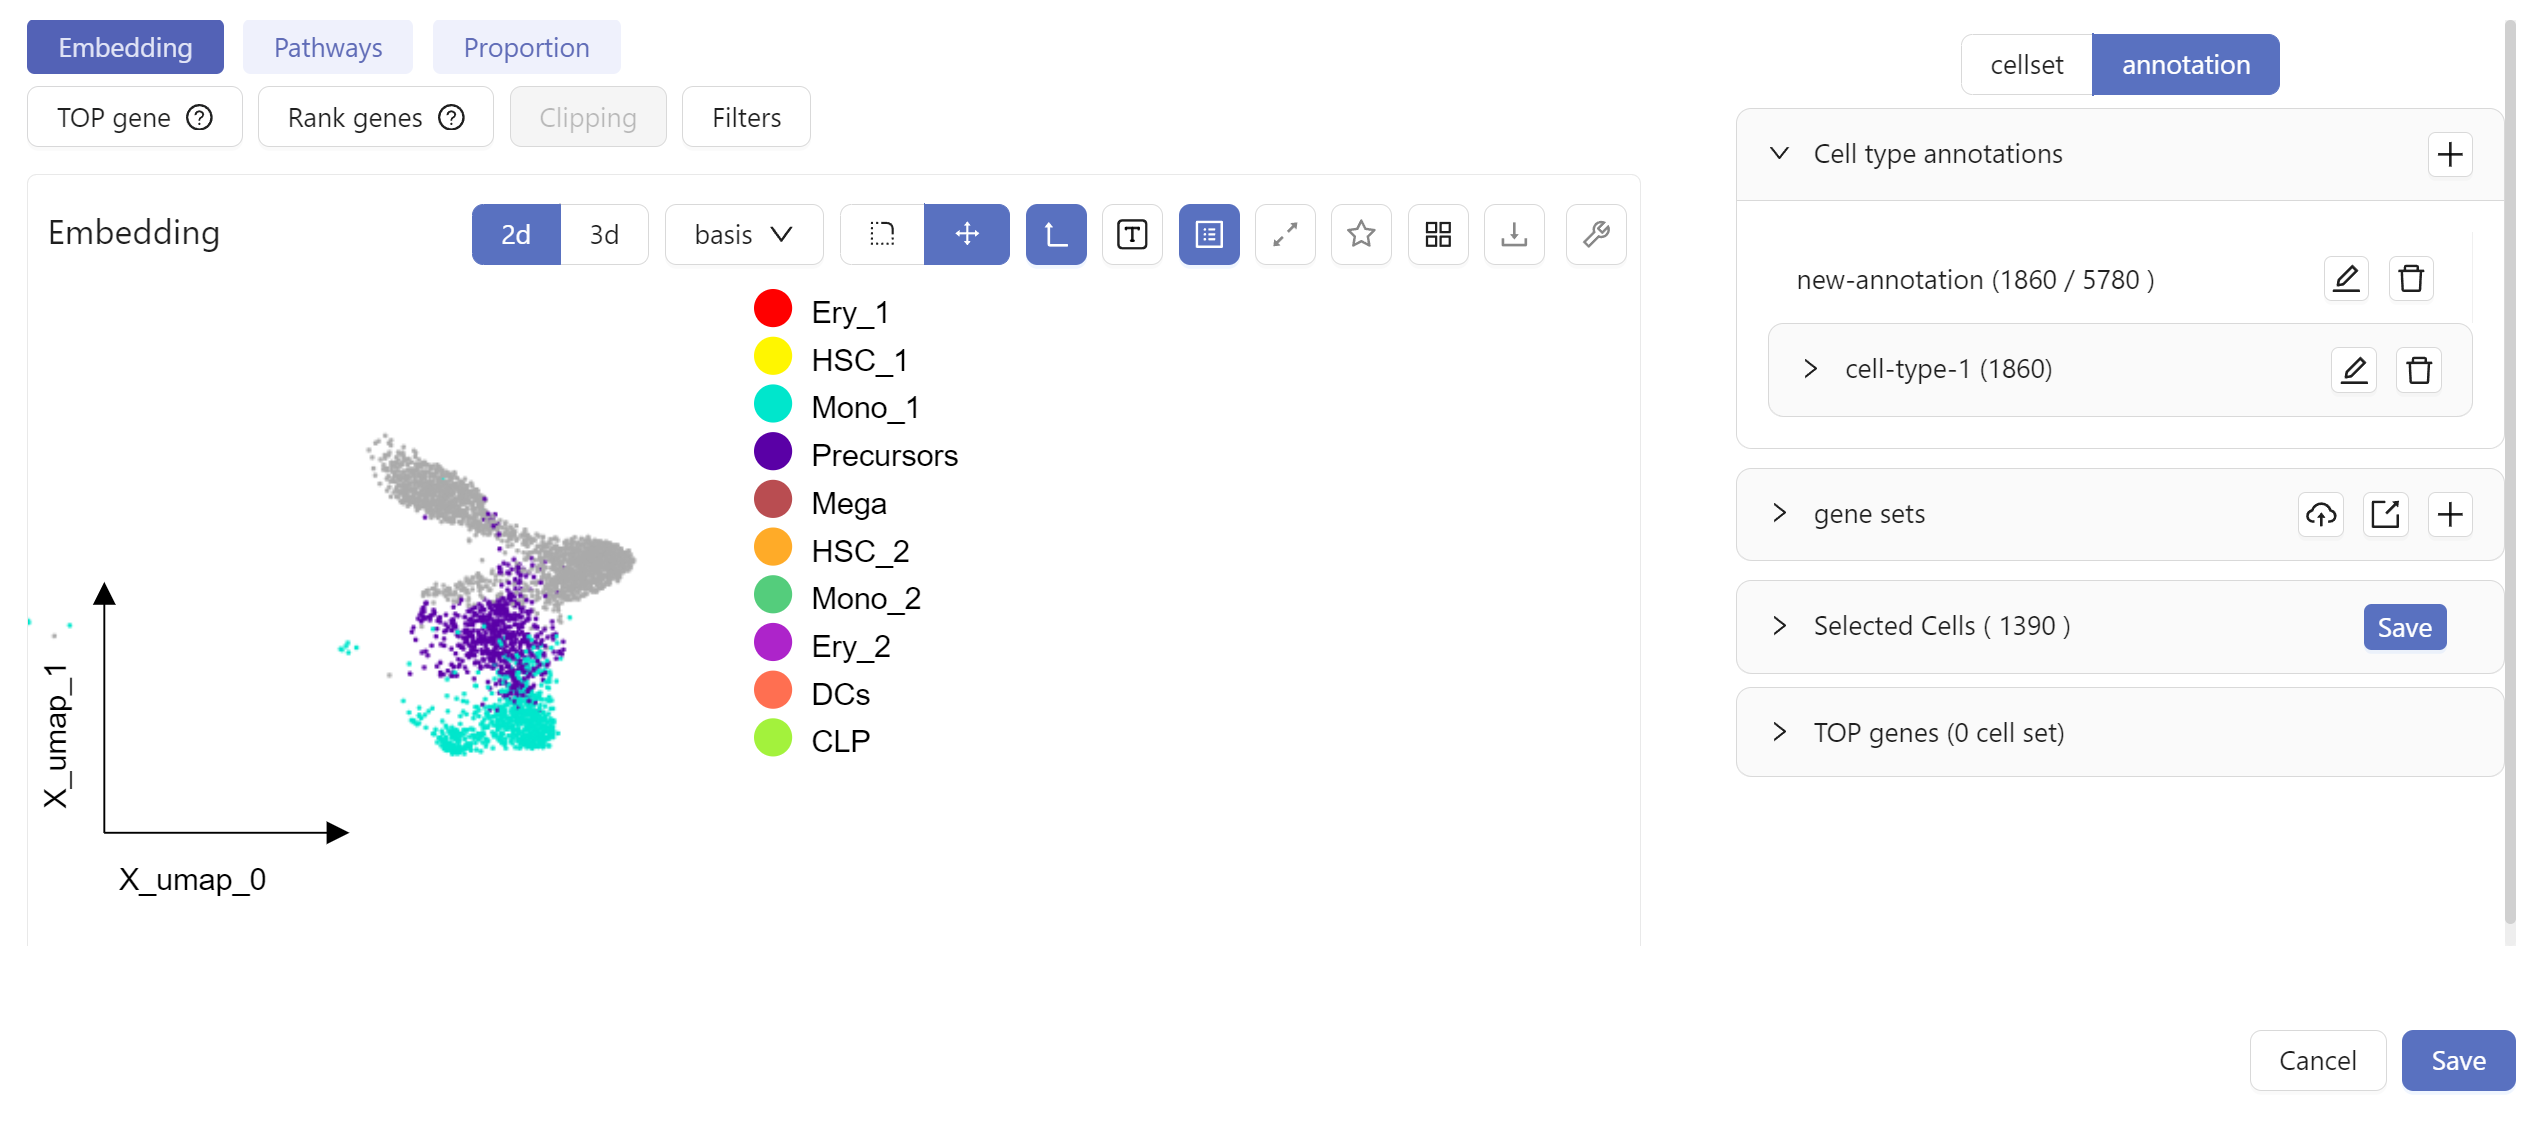 Embedding Pathways Proportion
TOP gene Rank genes Clipping Filters
Embedding 2d 3d basis
Ery_1
HSC_1
Mono_1
Precursors
Mega
HSC_2
Mono_2
Ery_2
DCs
CLP
X_umap_1
X_umap_0
cellset annotation
Cell type annotations
new-annotation (1860 / 5780 )
cell-type-1 (1860)
gene sets
Selected Cells ( 1390 ) Save
TOP genes (0 cell set)
Cancel Save